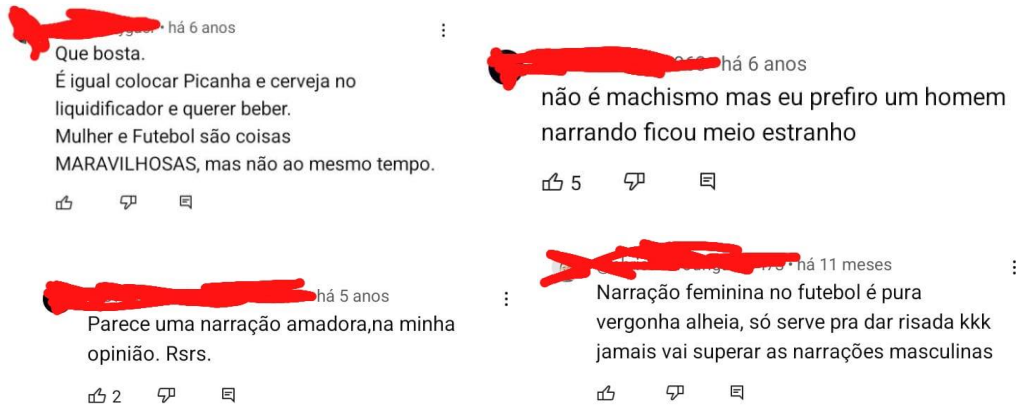 há 6 anos
Que bosta.
É igual colocar Picanha e cerveja no
liquidificador e querer beber.
Mulher e Futebol são coisas
MARAVILHOSAS, mas não ao mesmo tempo.
há 6 anos
não é machismo mas eu prefiro um homem
narrando ficou meio estranho
5
há 5 anos
Parece uma narração amadora,na minha
opinião. Rsrs.
2
há 11 meses
Narração feminina no futebol é pura
vergonha alheia, só serve pra dar risada kkk
jamais vai superar as narrações masculinas